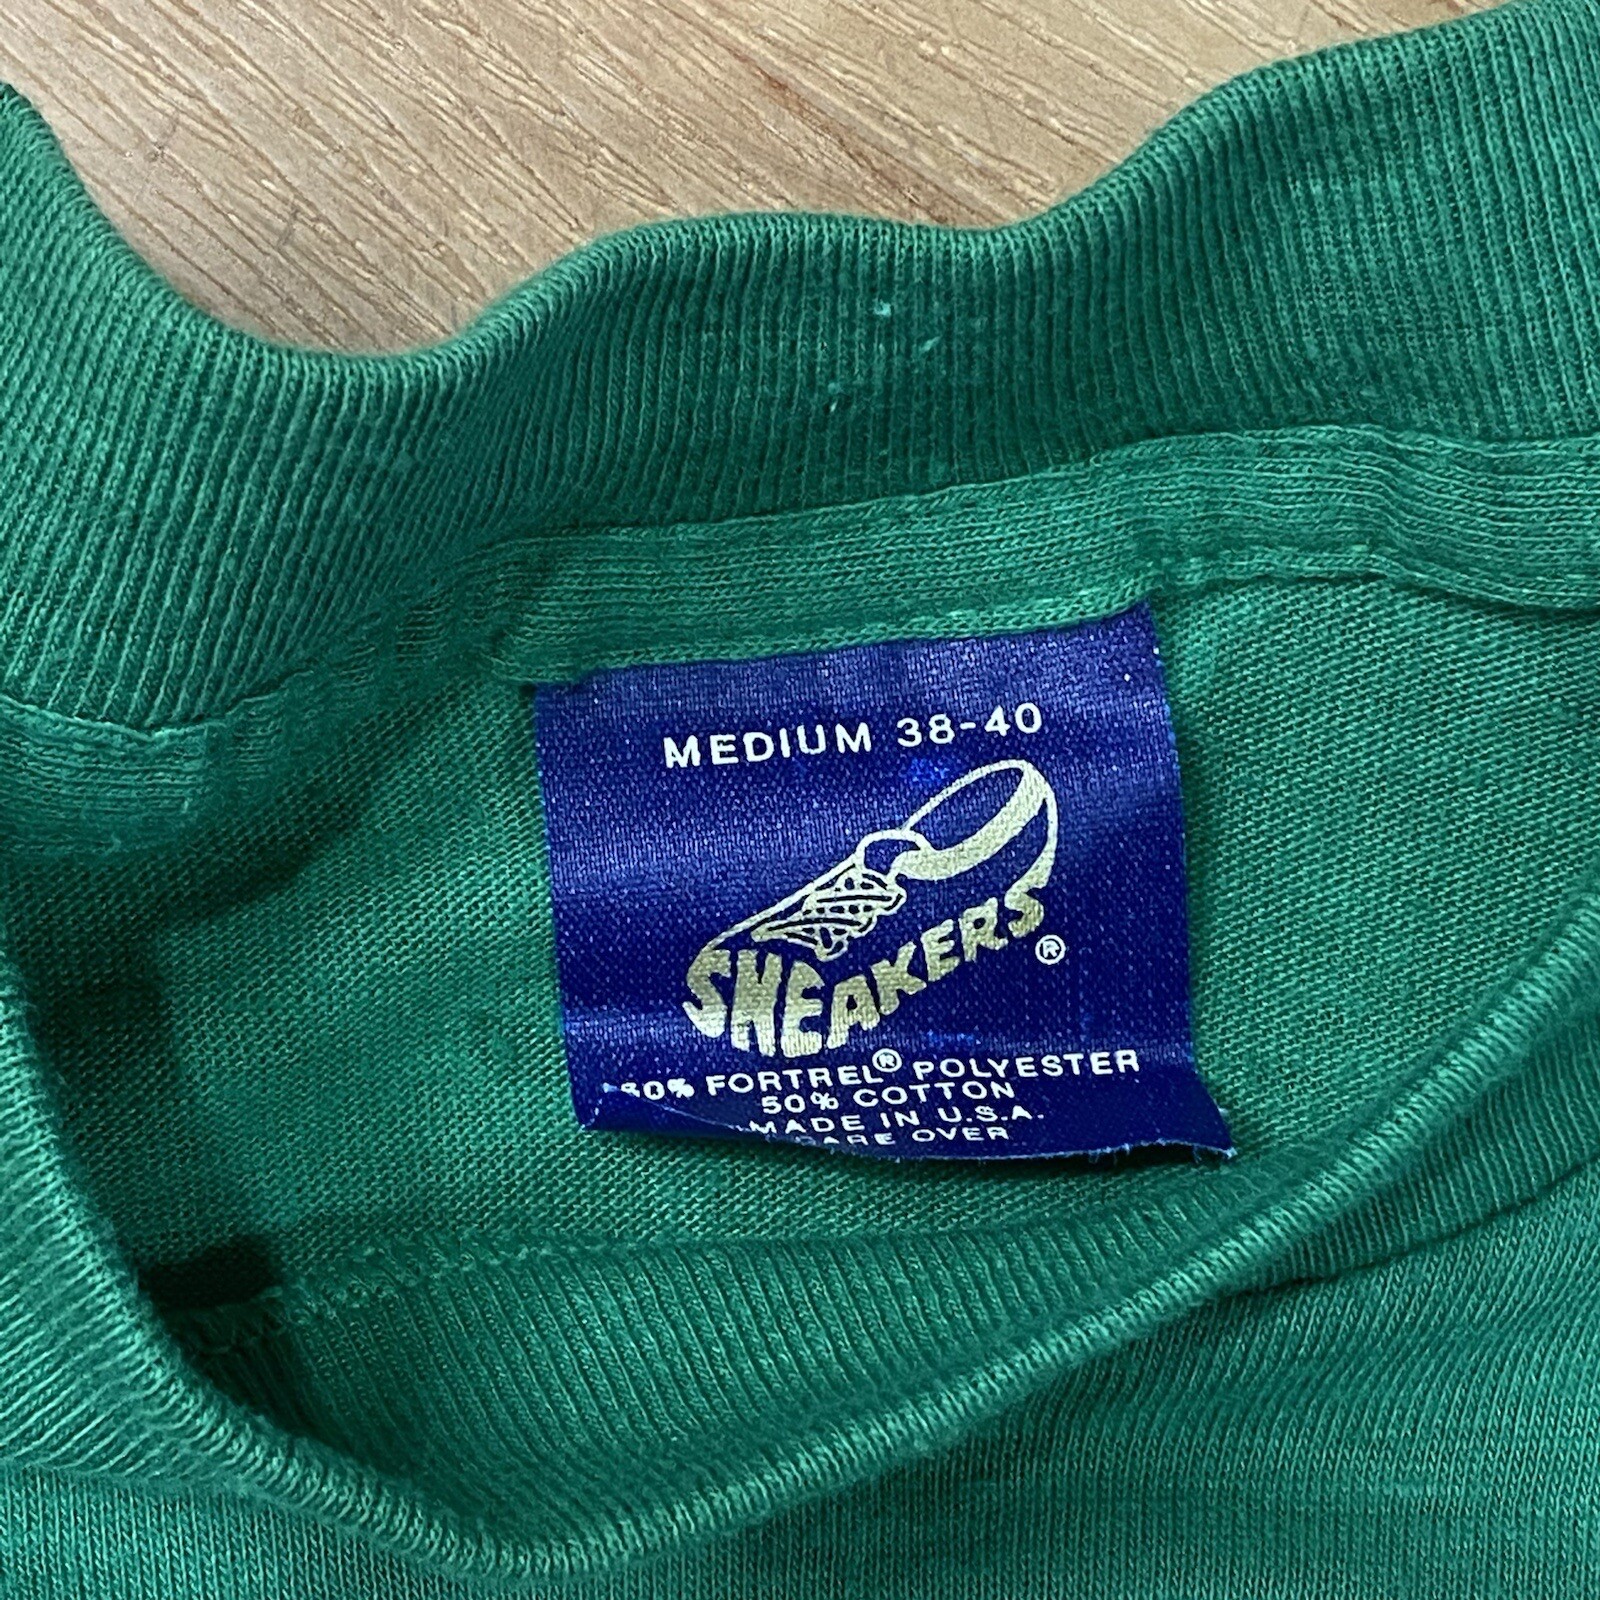 MEDIUM 38-40
SNEAKERS®
50% FORTREL® POLYESTER
50% COTTON
MADE IN U.S.A.
CARE OVER